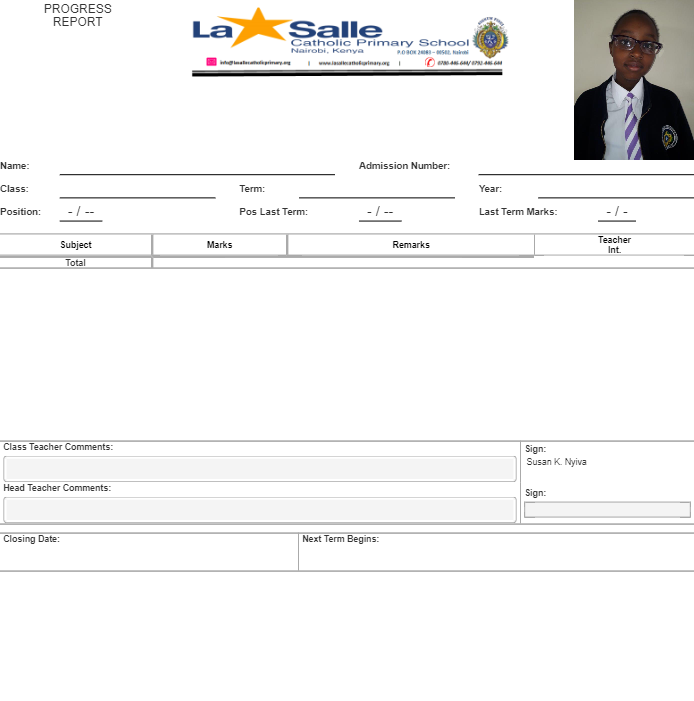 PROGRESS
REPORT
La Salle
Catholic Primary School
Nairobi, Kenya
P.O BOX 24083 – 00502, Nairobi
info@lasallecatholicprimary.org | www.lasallecatholicprimary.org | 0780-446-644/ 0792-446-644
Name: Admission Number:
Class: Term: Year:
Position: - / -- Pos Last Term: - / -- Last Term Marks: - / -
Subject Marks Remarks Teacher
Int.
Total
Class Teacher Comments: Sign:
Susan K. Nyiva
Head Teacher Comments: Sign:
Closing Date: Next Term Begins: